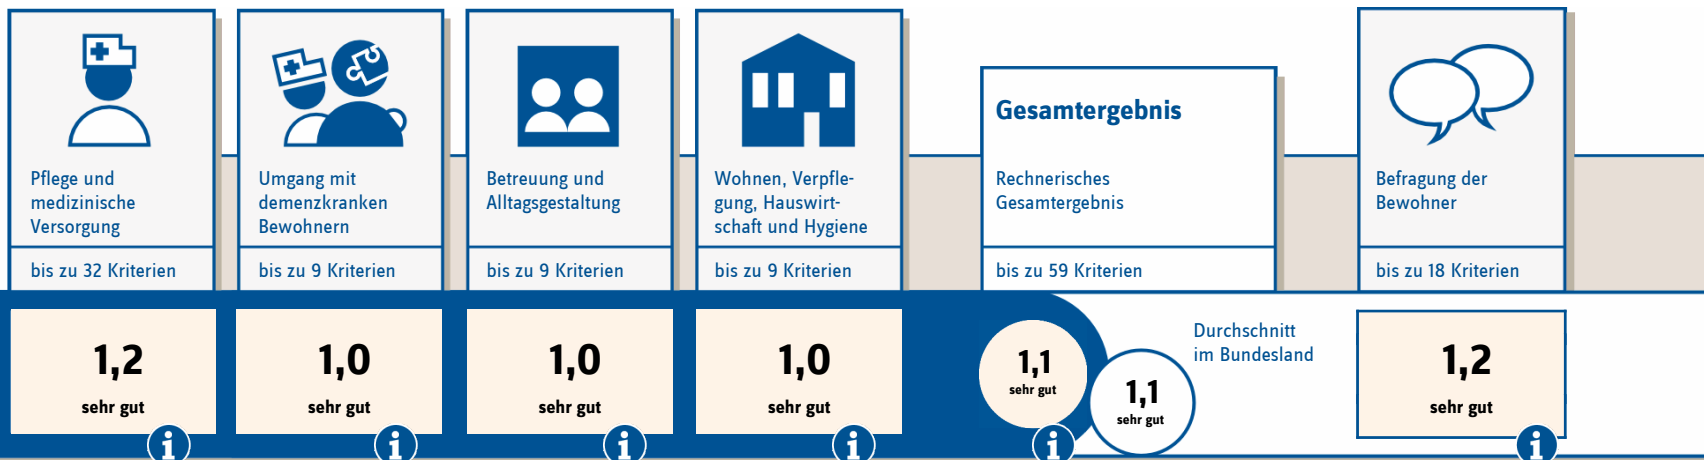 Pflege und
medizinische
Versorgung
bis zu 32 Kriterien
1,2
sehr gut
i
Umgang mit
demenzkranken
Bewohnern
bis zu 9 Kriterien
1,0
sehr gut
i
Betreuung und
Alltagsgestaltung
bis zu 9 Kriterien
1,0
sehr gut
i
Wohnen, Verpfle-
gung, Hauswirt-
schaft und Hygiene
bis zu 9 Kriterien
1,0
sehr gut
i
Gesamtergebnis
Rechnerisches
Gesamtergebnis
bis zu 59 Kriterien
1,1
sehr gut
i
Durchschnitt
im Bundesland
1,1
sehr gut
Befragung der
Bewohner
bis zu 18 Kriterien
1,2
sehr gut
i